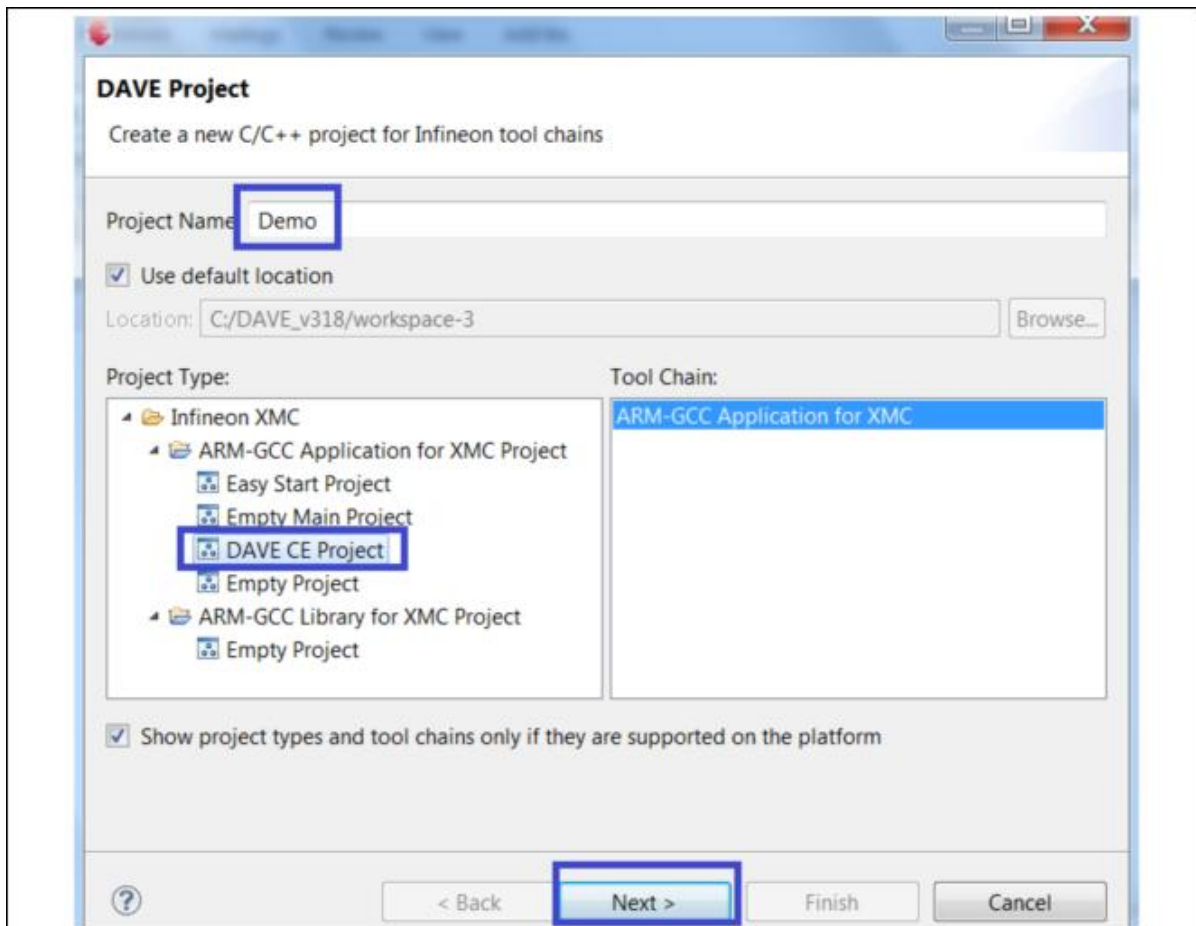 DAVE Project
Create a new C/C++ project for Infineon tool chains
Project Name Demo
Use default location
Location: C:/DAVE_v318/workspace-3 Browse...
Project Type: Tool Chain:
Infineon XMC ARM-GCC Application for XMC
ARM-GCC Application for XMC Project
Easy Start Project
Empty Main Project
DAVE CE Project
Empty Project
ARM-GCC Library for XMC Project
Empty Project
Show project types and tool chains only if they are supported on the platform
? < Back Next > Finish Cancel